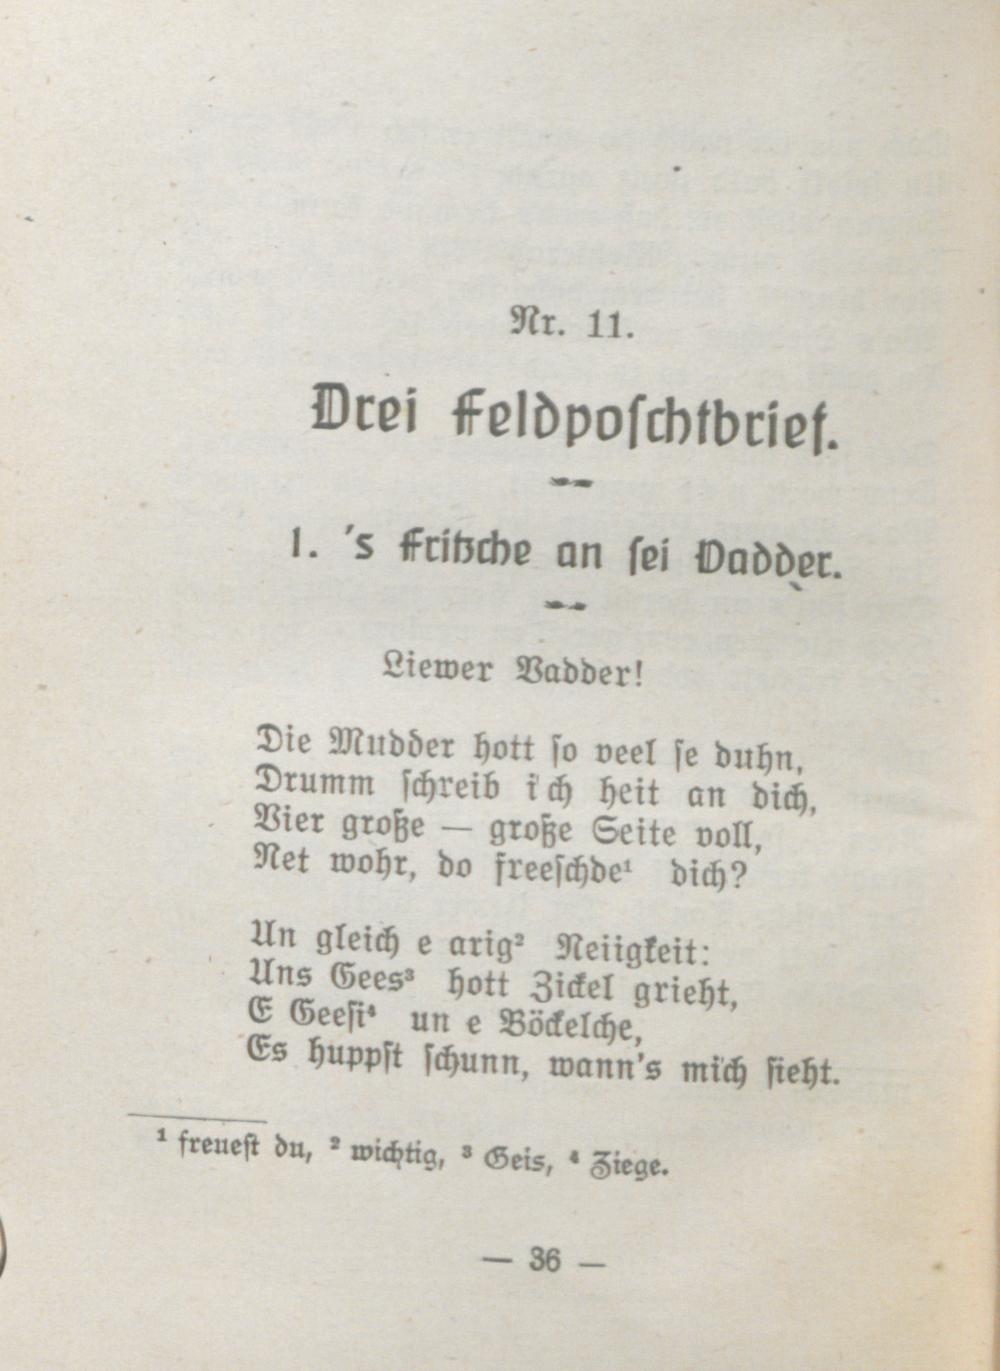 Nr. 11.
Drei Feldpoſchtbrief.
1. 's Fritzche an ſei Vadder.
Liewer Vadder!
Die Mudder hott ſo veel ſe duhn,
Drumm ſchreib ich heit an dich,
Vier große — große Seite voll,
Net wohr, do freeſchde¹ dich?
Un gleich e arig² Neiigkeit:
Uns Gees³ hott Zickel grieht,
E Geeſi⁴ un e Böckelche,
Es huppſt ſchunn, wann's mich ſieht.
¹ freueſt du, ² wichtig, ³ Geis, ⁴ Ziege.
— 36 —